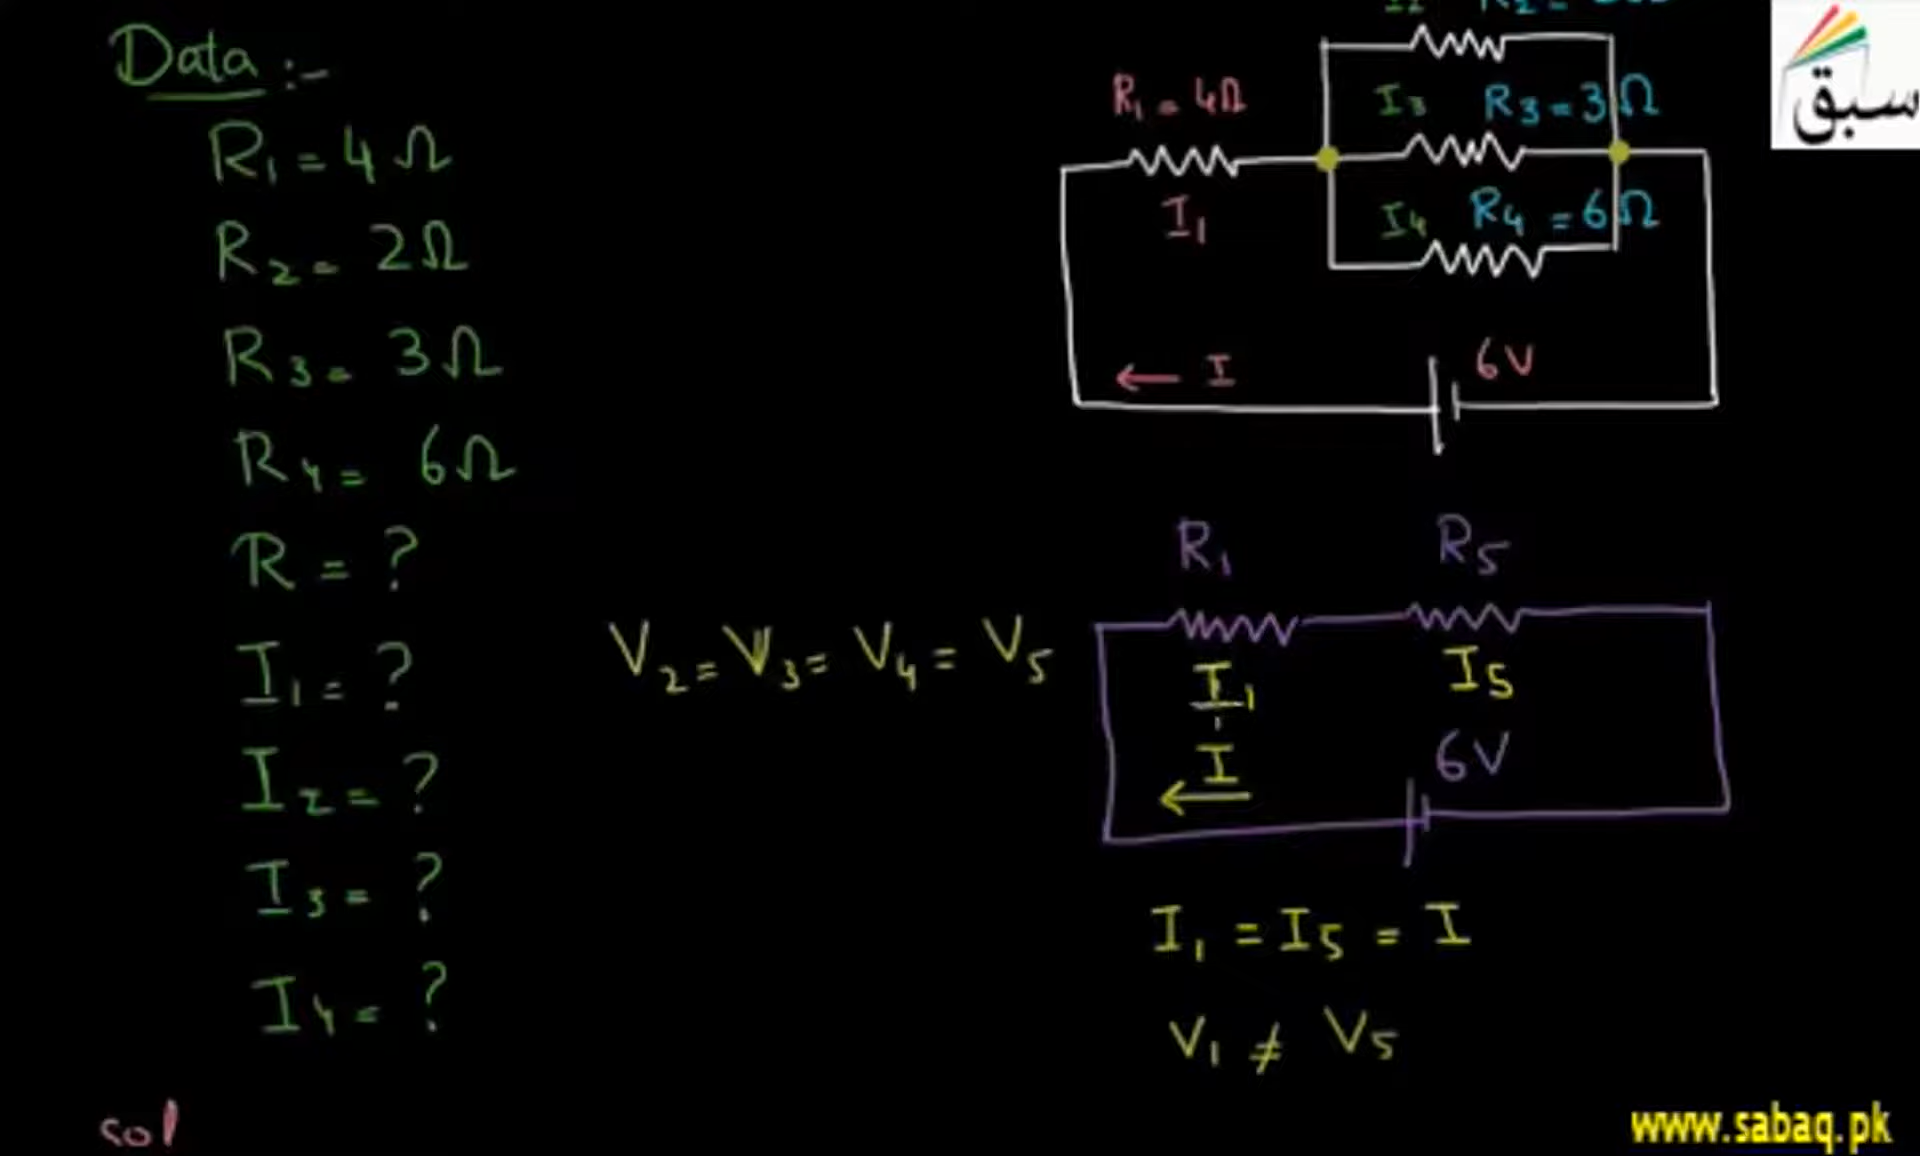 Data :-
R1 = 4Ω
R2 = 2Ω
R3 = 3Ω
R4 = 6Ω
R = ?
I1 = ?
I2 = ?
I3 = ?
I4 = ?
sol
V2 = V3 = V4 = V5
R1 = 4Ω
I1
I3 R3 = 3Ω
I4 R4 = 6Ω
I
6V
سبق
R1 R5
I1 I5
I
6V
I1 = I5 = I
V1 ≠ V5
www.sabaq.pk